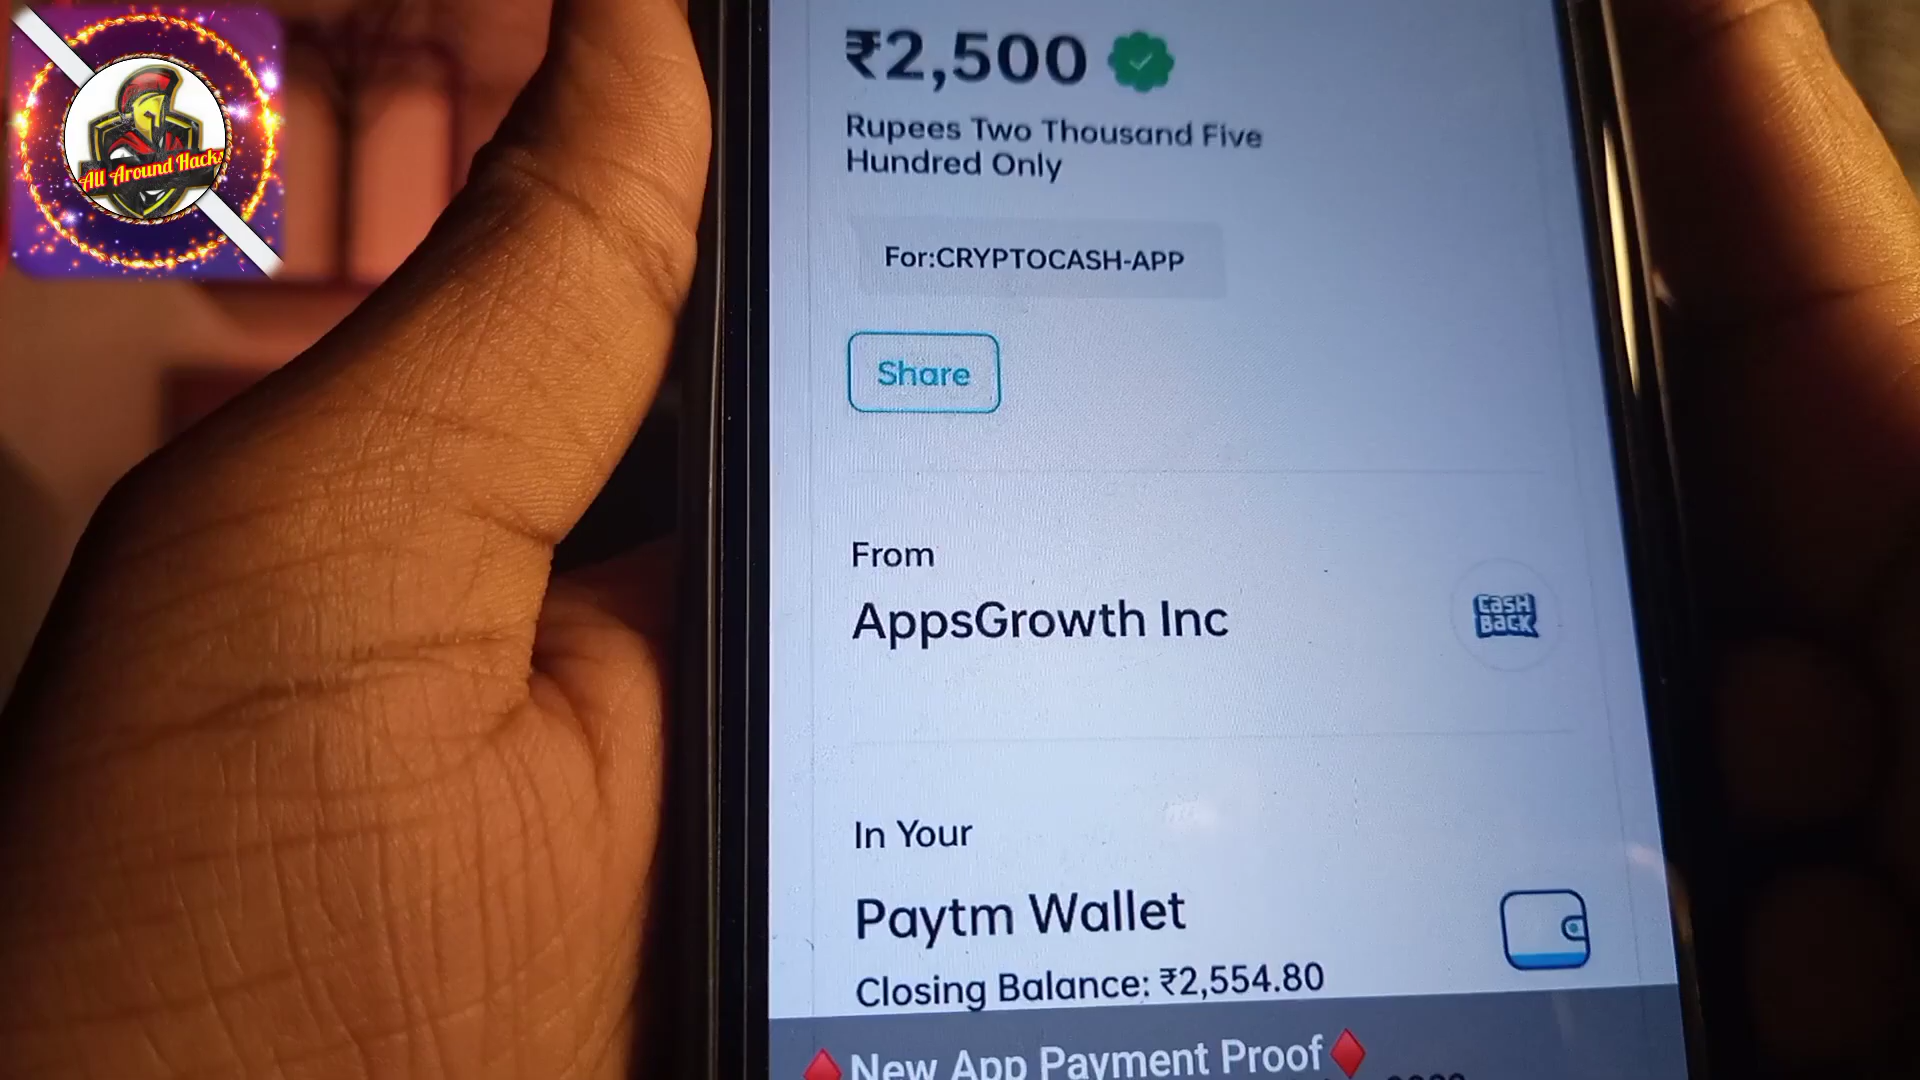 All Around Hacks
₹2,500
Rupees Two Thousand Five
Hundred Only
For:CRYPTOCASH-APP
Share
From
AppsGrowth Inc
CASH
BACK
In Your
Paytm Wallet
Closing Balance: ₹2,554.80
♦New App Payment Proof♦